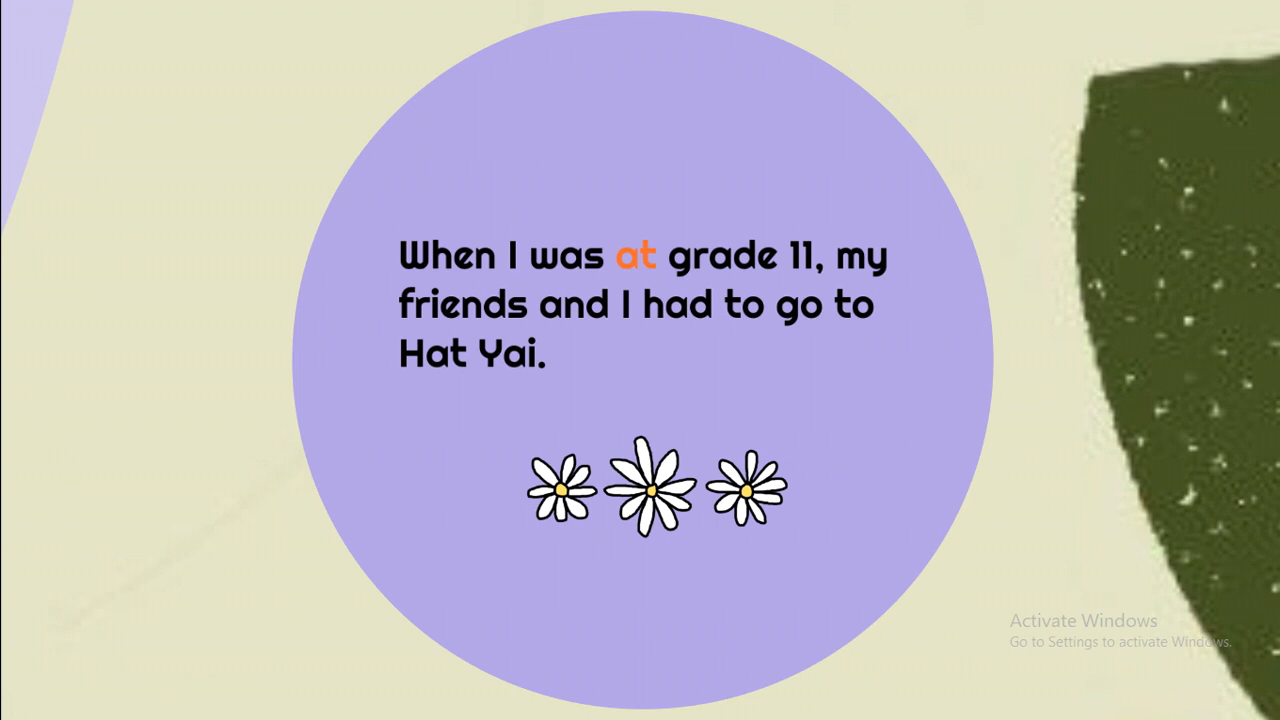 When I was at grade 11, my
friends and I had to go to
Hat Yai.
Activate Windows
Go to Settings to activate Windows.